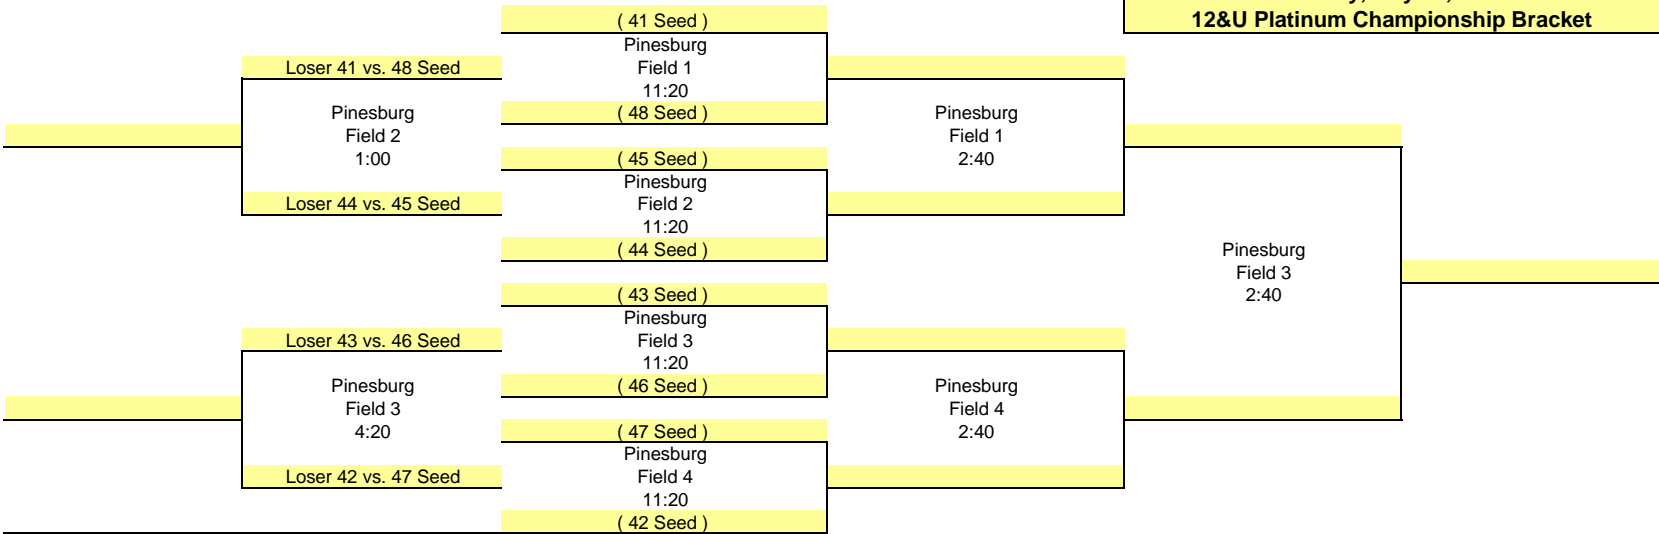 12&U Platinum Championship Bracket
( 41 Seed )
Pinesburg
Field 1
11:20
( 48 Seed )
Loser 41 vs. 48 Seed
Pinesburg
Field 2
1:00
Loser 44 vs. 45 Seed
( 45 Seed )
Pinesburg
Field 2
11:20
( 44 Seed )
Pinesburg
Field 1
2:40
( 43 Seed )
Pinesburg
Field 3
11:20
( 46 Seed )
Loser 43 vs. 46 Seed
Pinesburg
Field 3
4:20
Loser 42 vs. 47 Seed
( 47 Seed )
Pinesburg
Field 4
11:20
( 42 Seed )
Pinesburg
Field 4
2:40
Pinesburg
Field 3
2:40